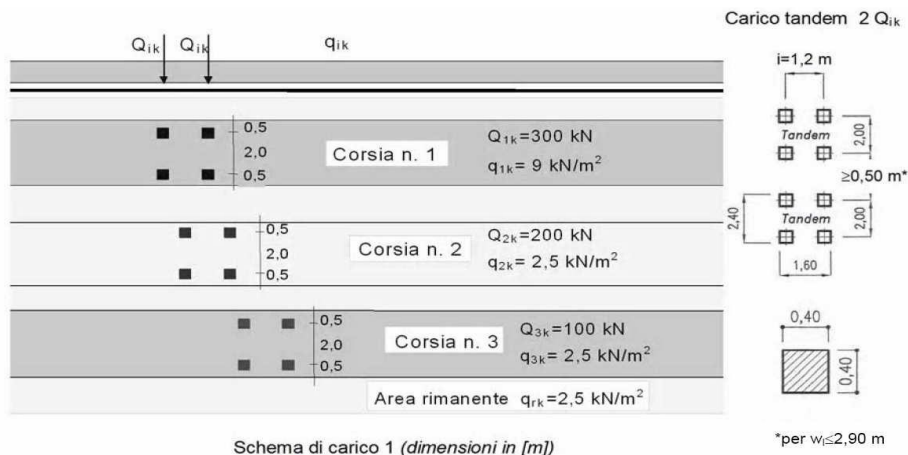 Carico tandem 2 Qik
Qik Qik qik
i=1,2 m
0,5
2,0
0,5
Corsia n. 1
Q1k=300 kN
q1k= 9 kN/m²
Tandem
2,00
≥0,50 m*
0,5
2,0
0,5
Corsia n. 2
Q2k=200 kN
q2k= 2,5 kN/m²
2,40
Tandem
2,00
1,60
0,5
2,0
0,5
Corsia n. 3
Q3k=100 kN
q3k= 2,5 kN/m²
0,40
0,40
Area rimanente qrk=2,5 kN/m²
Schema di carico 1 (dimensioni in [m])
*per wl≤2,90 m